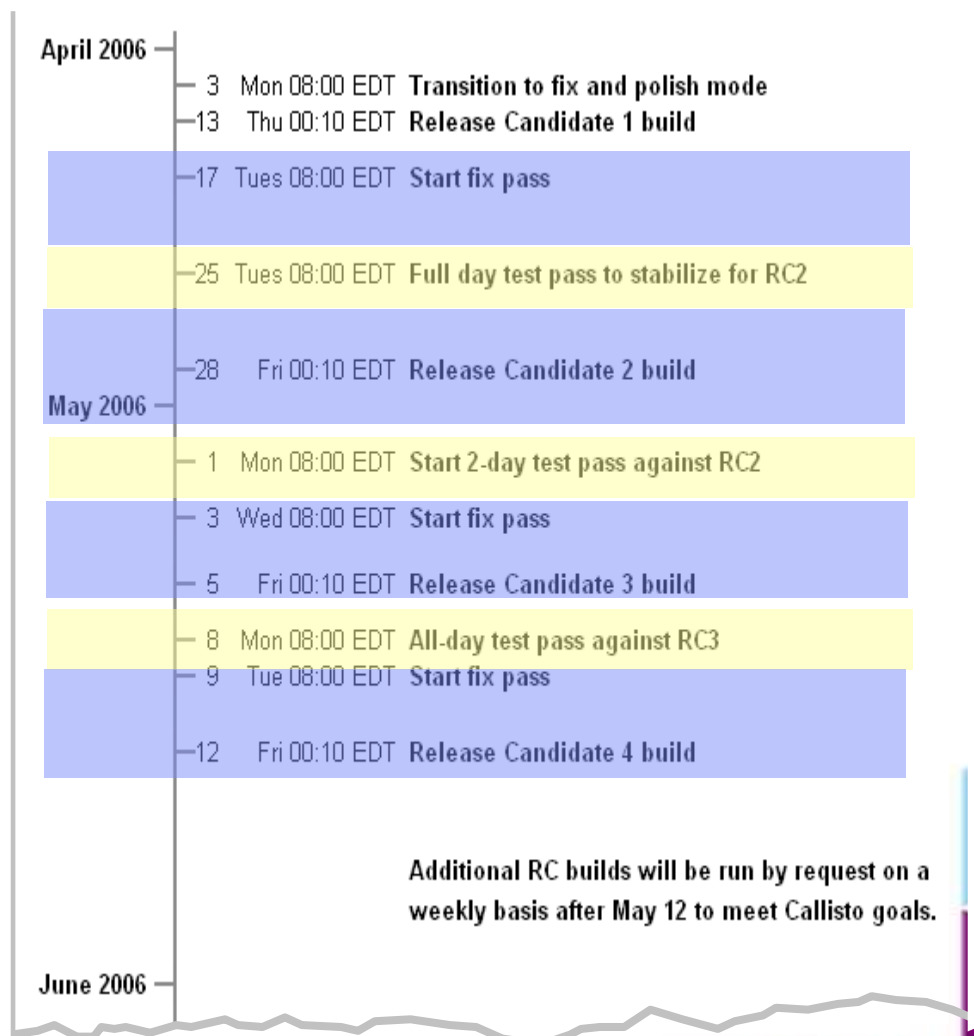 April 2006
3 Mon 08:00 EDT Transition to fix and polish mode
13 Thu 00:10 EDT Release Candidate 1 build
17 Tues 08:00 EDT Start fix pass
25 Tues 08:00 EDT Full day test pass to stabilize for RC2
28 Fri 00:10 EDT Release Candidate 2 build
May 2006
1 Mon 08:00 EDT Start 2-day test pass against RC2
3 Wed 08:00 EDT Start fix pass
5 Fri 00:10 EDT Release Candidate 3 build
8 Mon 08:00 EDT All-day test pass against RC3
9 Tue 08:00 EDT Start fix pass
12 Fri 00:10 EDT Release Candidate 4 build
Additional RC builds will be run by request on a
weekly basis after May 12 to meet Callisto goals.
June 2006